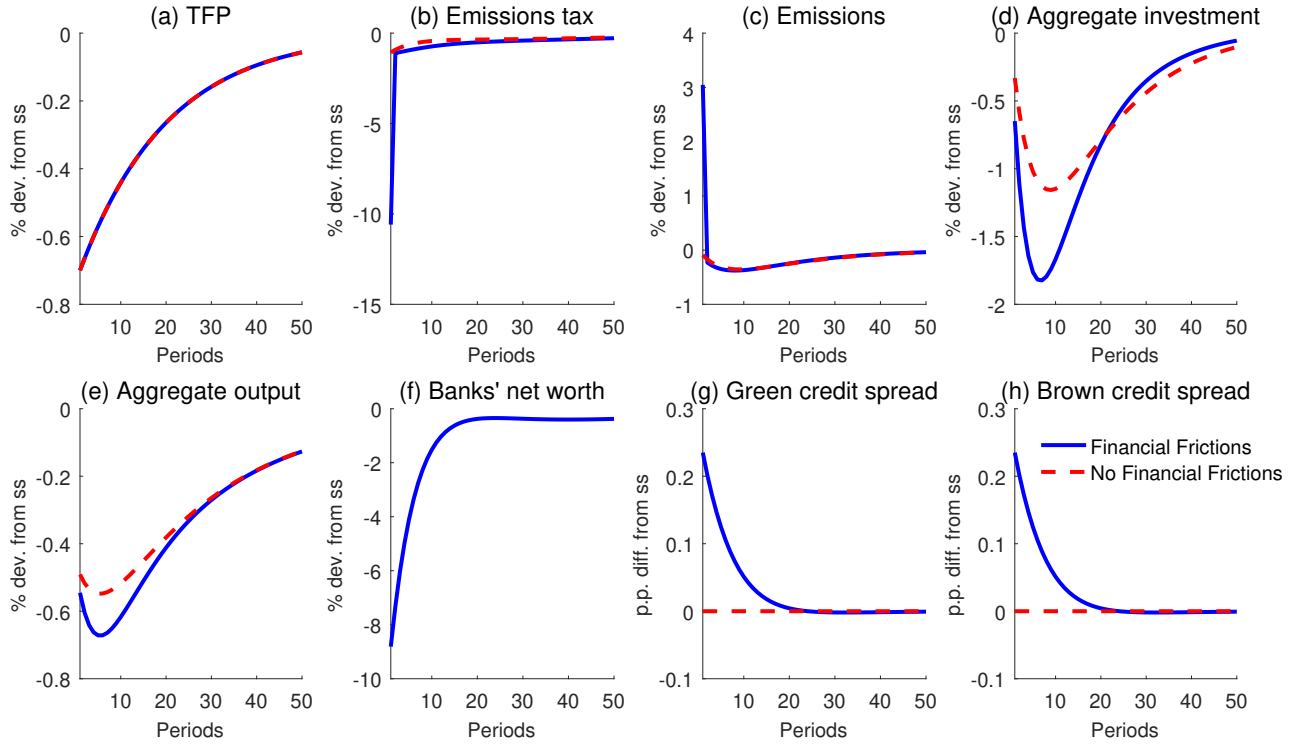 (a) TFP
% dev. from ss
0
-0.2
-0.4
-0.6
-0.8
10 20 30 40 50
Periods
(b) Emissions tax
% dev. from ss
0
-5
-10
-15
10 20 30 40 50
Periods
(c) Emissions
% dev. from ss
4
3
2
1
0
-1
10 20 30 40 50
Periods
(d) Aggregate investment
% dev. from ss
0
-0.5
-1
-1.5
-2
10 20 30 40 50
Periods
(e) Aggregate output
% dev. from ss
0
-0.2
-0.4
-0.6
-0.8
10 20 30 40 50
Periods
(f) Banks' net worth
% dev. from ss
0
-2
-4
-6
-8
-10
10 20 30 40 50
Periods
(g) Green credit spread
p.p. diff. from ss
0.3
0.2
0.1
0
-0.1
10 20 30 40 50
Periods
(h) Brown credit spread
p.p. diff. from ss
0.3
0.2
0.1
0
-0.1
10 20 30 40 50
Periods
Financial Frictions
No Financial Frictions